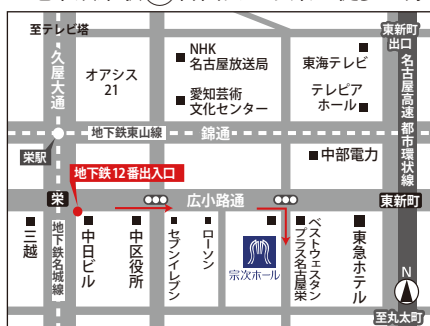 至テレビ塔
久屋大通
オアシス
21
NHK
名古屋放送局
愛知芸術
文化センター
東海テレビ
テレピア
ホール
東新町
出口
名古屋高速 都市環状線
地下鉄東山線
錦通
栄駅
中部電力
地下鉄12番出入口
栄
広小路通
東新町
三越
地下鉄名城線
中日ビル
中区役所
セブンイレブン
ローソン
宗次ホール
ベストウェスタン
プラス名古屋栄
東急ホテル
N
至丸太町